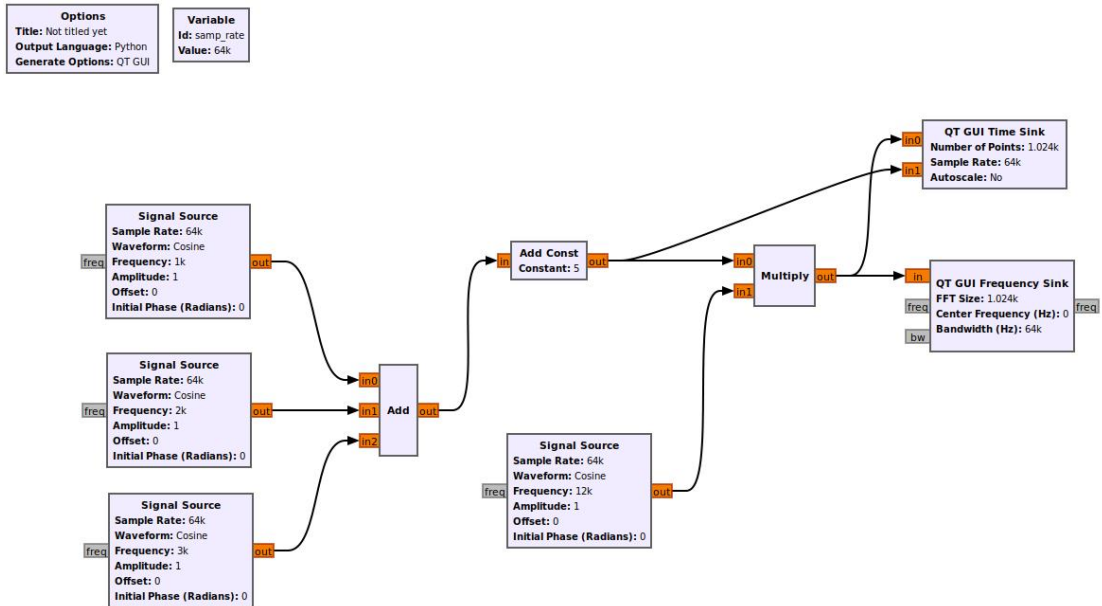 Options
Title: Not titled yet
Output Language: Python
Generate Options: QT GUI
Variable
Id: samp_rate
Value: 64k
QT GUI Time Sink
Number of Points: 1.024k
Sample Rate: 64k
Autoscale: No
in0
in1
Signal Source
Sample Rate: 64k
Waveform: Cosine
Frequency: 1k
Amplitude: 1
Offset: 0
Initial Phase (Radians): 0
freq
out
Add Const
Constant: 5
in
out
Multiply
in0
in1
out
QT GUI Frequency Sink
FFT Size: 1.024k
Center Frequency (Hz): 0
Bandwidth (Hz): 64k
in
freq
bw
freq
Signal Source
Sample Rate: 64k
Waveform: Cosine
Frequency: 2k
Amplitude: 1
Offset: 0
Initial Phase (Radians): 0
freq
out
in0
in1
in2
Add
out
Signal Source
Sample Rate: 64k
Waveform: Cosine
Frequency: 12k
Amplitude: 1
Offset: 0
Initial Phase (Radians): 0
freq
out
Signal Source
Sample Rate: 64k
Waveform: Cosine
Frequency: 3k
Amplitude: 1
Offset: 0
Initial Phase (Radians): 0
freq
out